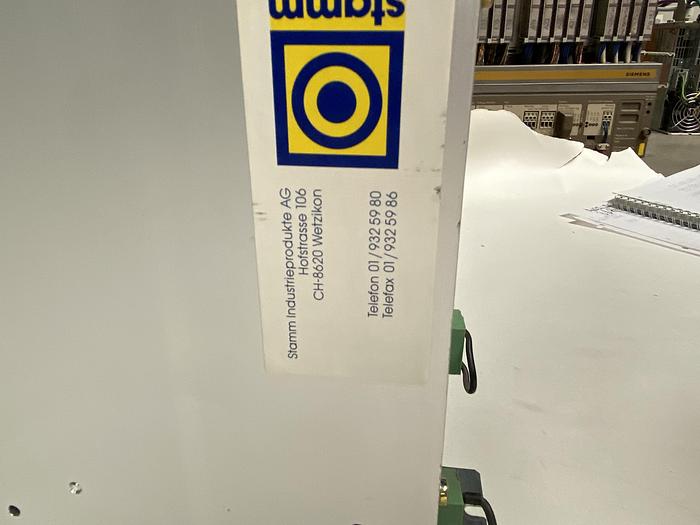 stamm
Stamm Industrieprodukte AG
Hofstrasse 106
CH-8620 Wetzikon
Telefon 01/932 59 80
Telefax 01/932 59 86
SIEMENS